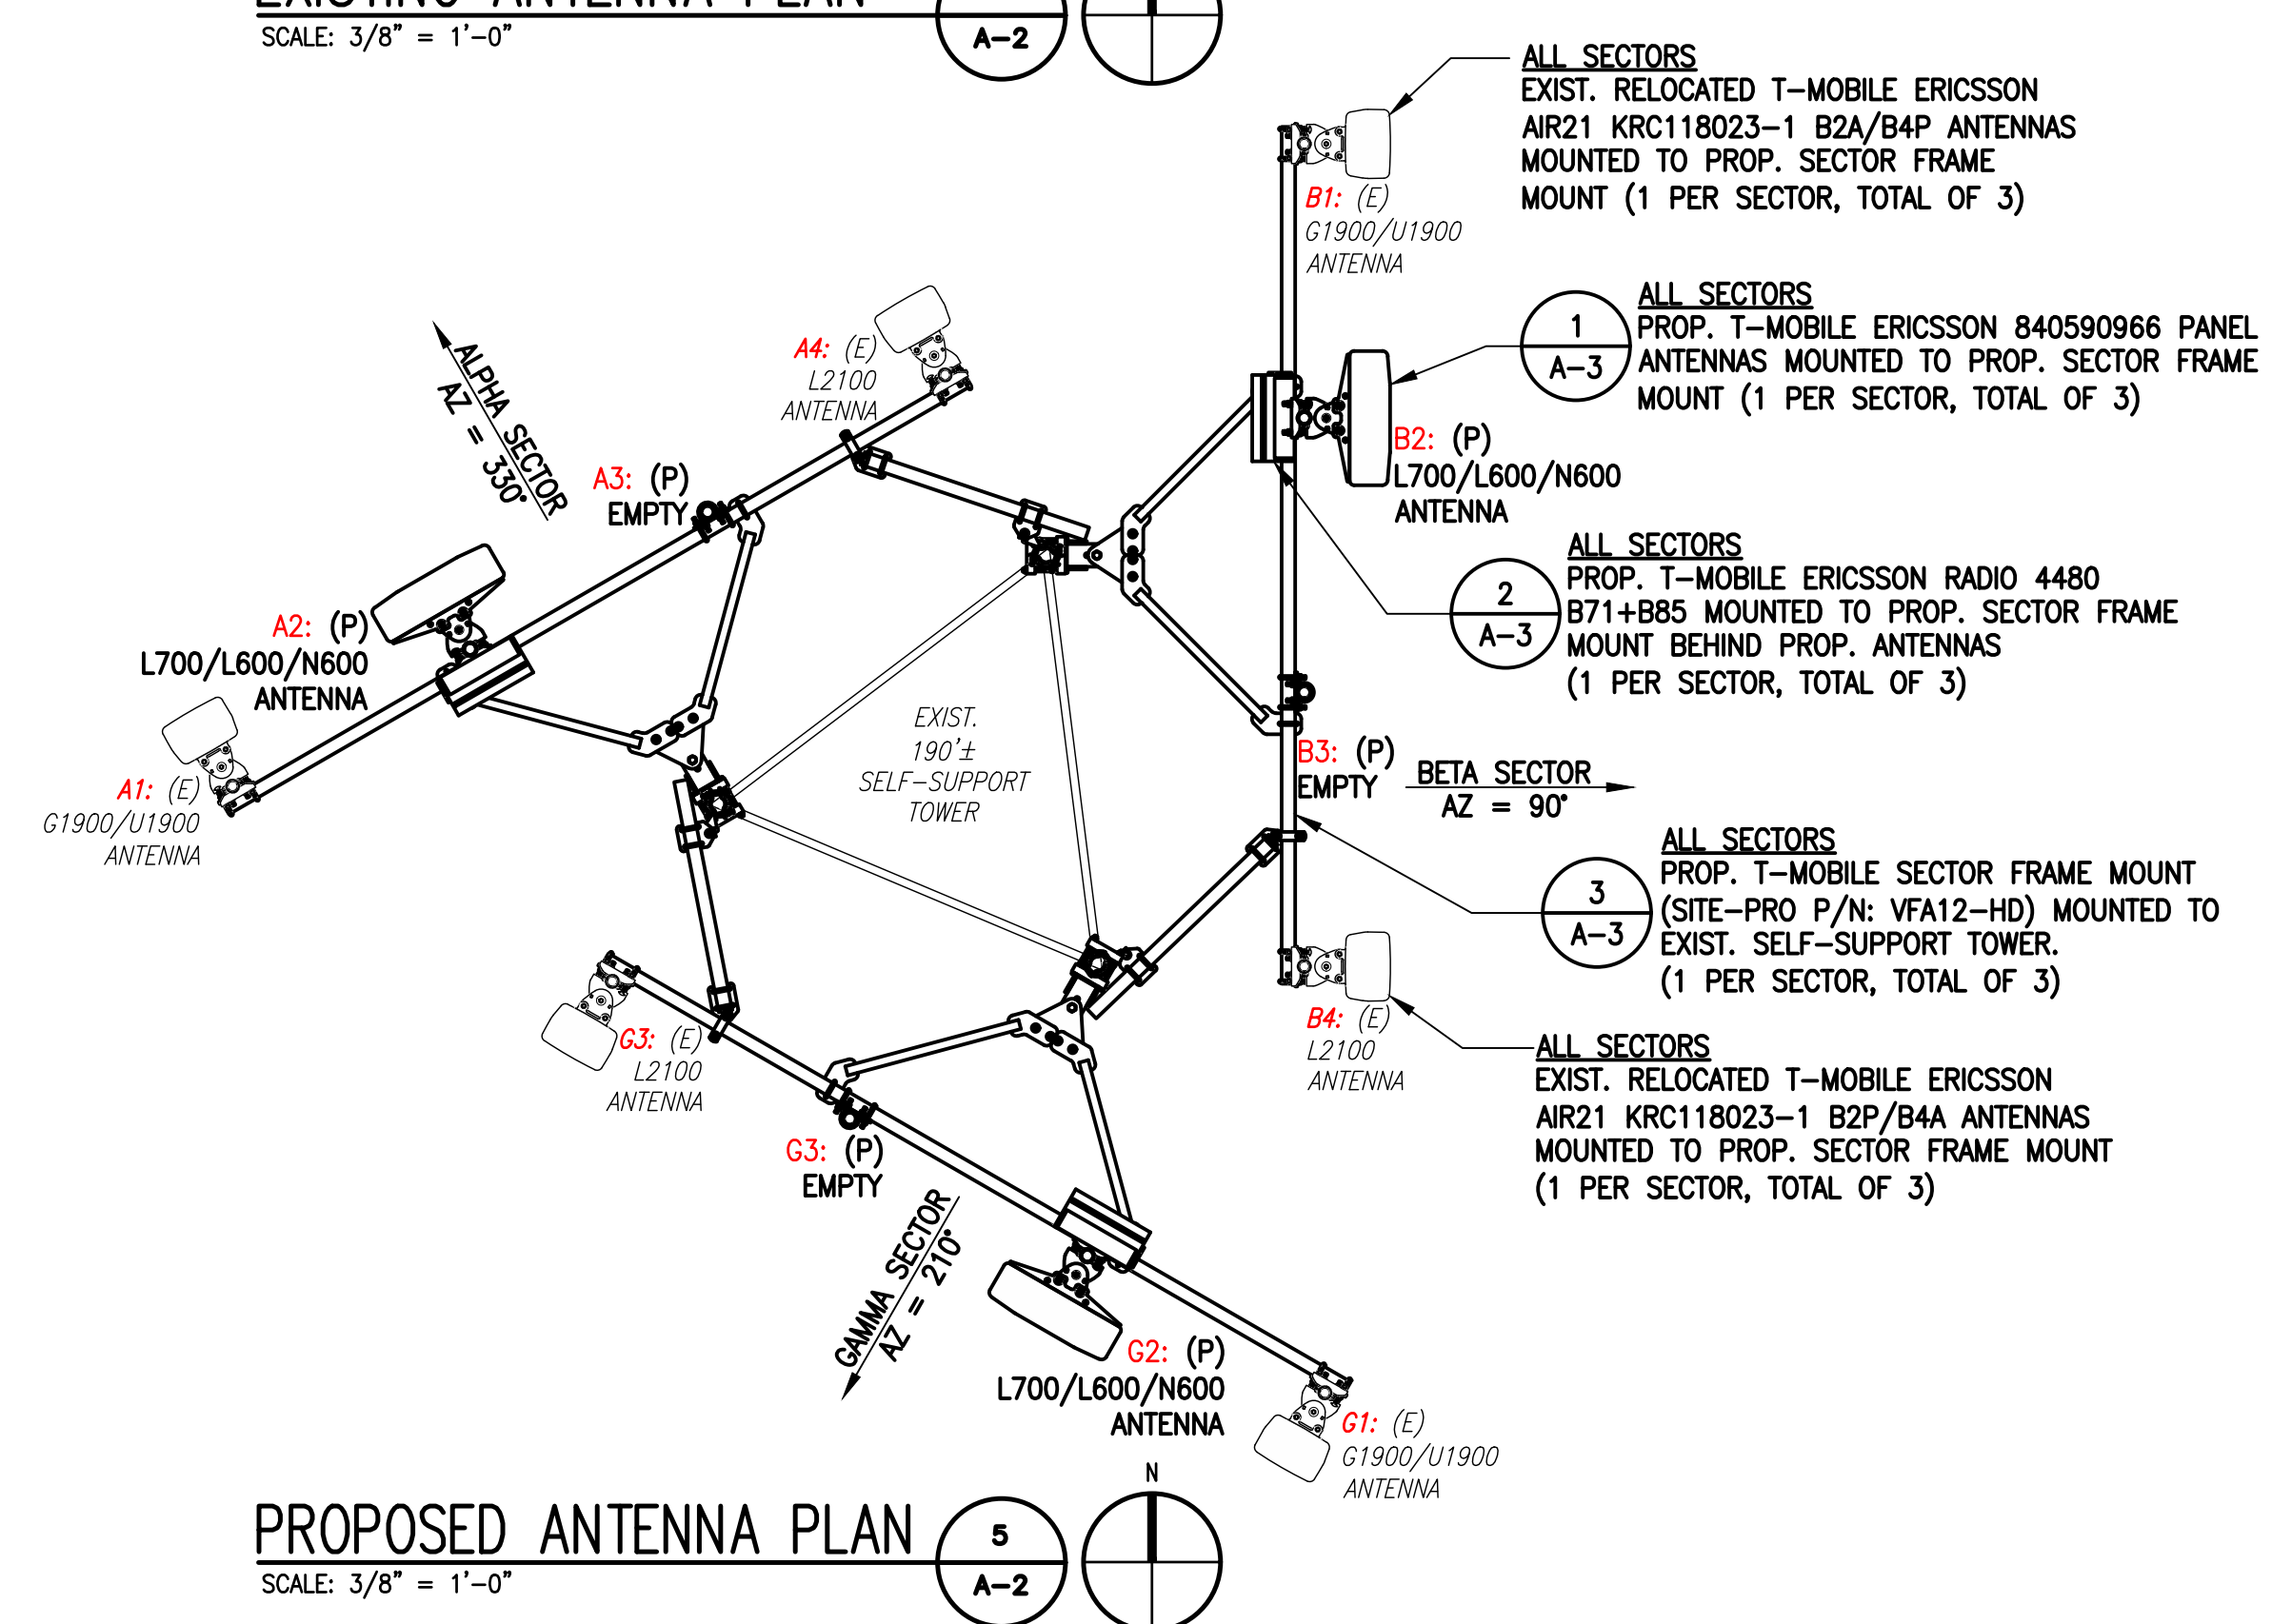 EXISTING ANTENNA PLAN
SCALE: 3/8" = 1'-0"
A-2
ALL SECTORS
EXIST. RELOCATED T-MOBILE ERICSSON
AIR21 KRC118023-1 B2A/B4P ANTENNAS
MOUNTED TO PROP. SECTOR FRAME
MOUNT (1 PER SECTOR, TOTAL OF 3)
B1: (E)
G1900/U1900
ANTENNA
1
A-3
ALL SECTORS
PROP. T-MOBILE ERICSSON 840590966 PANEL
ANTENNAS MOUNTED TO PROP. SECTOR FRAME
MOUNT (1 PER SECTOR, TOTAL OF 3)
A4: (E)
L2100
ANTENNA
ALPHA SECTOR
AZ = 330°
B2: (P)
L700/L600/N600
ANTENNA
A3: (P)
EMPTY
2
A-3
ALL SECTORS
PROP. T-MOBILE ERICSSON RADIO 4480
B71+B85 MOUNTED TO PROP. SECTOR FRAME
MOUNT BEHIND PROP. ANTENNAS
(1 PER SECTOR, TOTAL OF 3)
A2: (P)
L700/L600/N600
ANTENNA
EXIST.
190'±
SELF-SUPPORT
TOWER
B3: (P)
EMPTY
BETA SECTOR
AZ = 90°
A1: (E)
G1900/U1900
ANTENNA
3
A-3
ALL SECTORS
PROP. T-MOBILE SECTOR FRAME MOUNT
(SITE-PRO P/N: VFA12-HD) MOUNTED TO
EXIST. SELF-SUPPORT TOWER.
(1 PER SECTOR, TOTAL OF 3)
B4: (E)
L2100
ANTENNA
G3: (E)
L2100
ANTENNA
ALL SECTORS
EXIST. RELOCATED T-MOBILE ERICSSON
AIR21 KRC118023-1 B2P/B4A ANTENNAS
MOUNTED TO PROP. SECTOR FRAME MOUNT
(1 PER SECTOR, TOTAL OF 3)
G3: (P)
EMPTY
GAMMA SECTOR
AZ = 210°
G2: (P)
L700/L600/N600
ANTENNA
G1: (E)
G1900/U1900
ANTENNA
N
PROPOSED ANTENNA PLAN
5
A-2
SCALE: 3/8" = 1'-0"